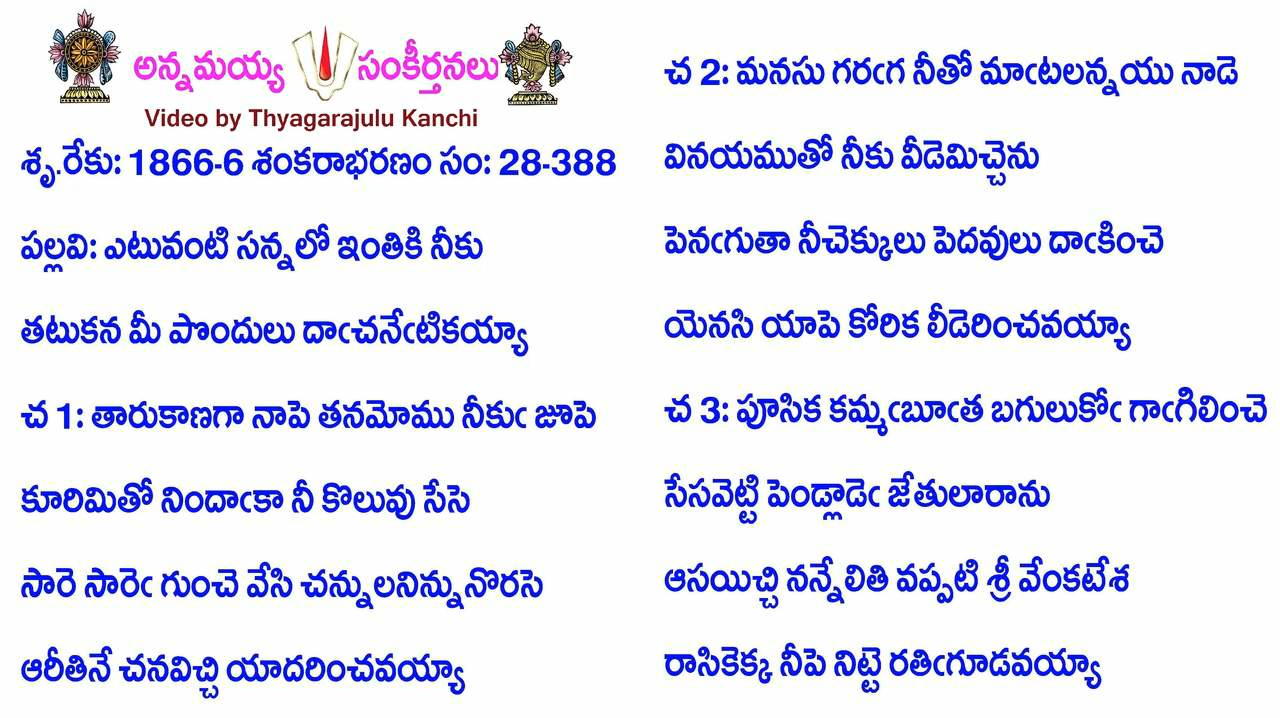 అన్నమయ్య సంకీర్తనలు
Video by Thyagarajulu Kanchi
శృ.రేకు: 1866-6 శంకరాభరణం సం: 28-388
పల్లవి: ఎటువంటి సన్నలో ఇంతికి నీకు
తటుకన మీ పొందులు దాఁచనేఁటికయ్యా
చ 1: తారుకాణగా నాపె తనమోము నీకుఁ జూపె
కూరిమితో నిందాఁకా నీ కొలువు సేసె
సారె సారెఁ గుంచె వేసి చన్నులనిన్నునొరసె
ఆరీతినే చనవిచ్చి యాదరించవయ్యా
చ 2: మనసు గరఁగ నీతో మాఁటలన్నయు నాడె
వినయముతో నీకు వీడెమిచ్చెను
పెనఁగుతా నీచెక్కులు పెదవులు దాఁకించె
యెనసి యాపె కోరిక లీడెరించవయ్యా
చ 3: పూసిక కమ్మఁబూఁత బగులుకోఁ గాఁగిలించె
సేసవెట్టి పెండ్లాడెఁ జేతులారాను
ఆసయిచ్చి నన్నేలితి వప్పటి శ్రీ వేంకటేశ
రాసికెక్క నీపె నిట్టె రతిఁగూడవయ్యా